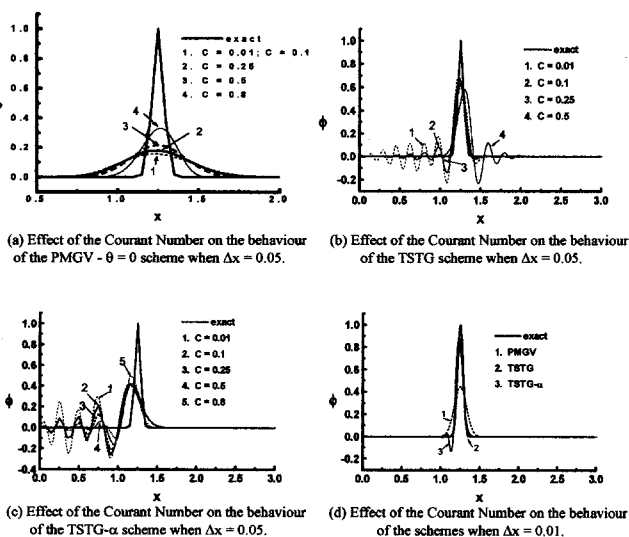 1.0
0.8
0.6
0.4
0.2
0.0
exact
1. C = 0.01; C = 0.1
2. C = 0.25
3. C = 0.5
4. C = 0.8
4
3
2
1
0.5
1.0
1.5
2.0
x
(a) Effect of the Courant Number on the behaviour
of the PMGV - θ = 0 scheme when Δx = 0.05.
1.0
0.8
0.6
0.4
0.2
0.0
-0.2
ϕ
exact
1. C = 0.01
2. C = 0.1
3. C = 0.25
4. C = 0.5
1
2
3
4
0.0
0.5
1.0
1.5
2.0
2.5
3.0
x
(b) Effect of the Courant Number on the behaviour
of the TSTG scheme when Δx = 0.05.
1.0
0.8
0.6
0.4
0.2
0.0
-0.2
-0.4
ϕ
exact
1. C = 0.01
2. C = 0.1
3. C = 0.25
4. C = 0.5
5. C = 0.8
5
2
1
3
4
0.0
0.5
1.0
1.5
2.0
2.5
3.0
x
(c) Effect of the Courant Number on the behaviour
of the TSTG-α scheme when Δx = 0.05.
1.0
0.8
0.6
0.4
0.2
0.0
-0.2
ϕ
exact
1. PMGV
2. TSTG
3. TSTG-α
1
3
2
0.0
0.5
1.0
1.5
2.0
2.5
3.0
x
(d) Effect of the Courant Number on the behaviour
of the schemes when Δx = 0.01.